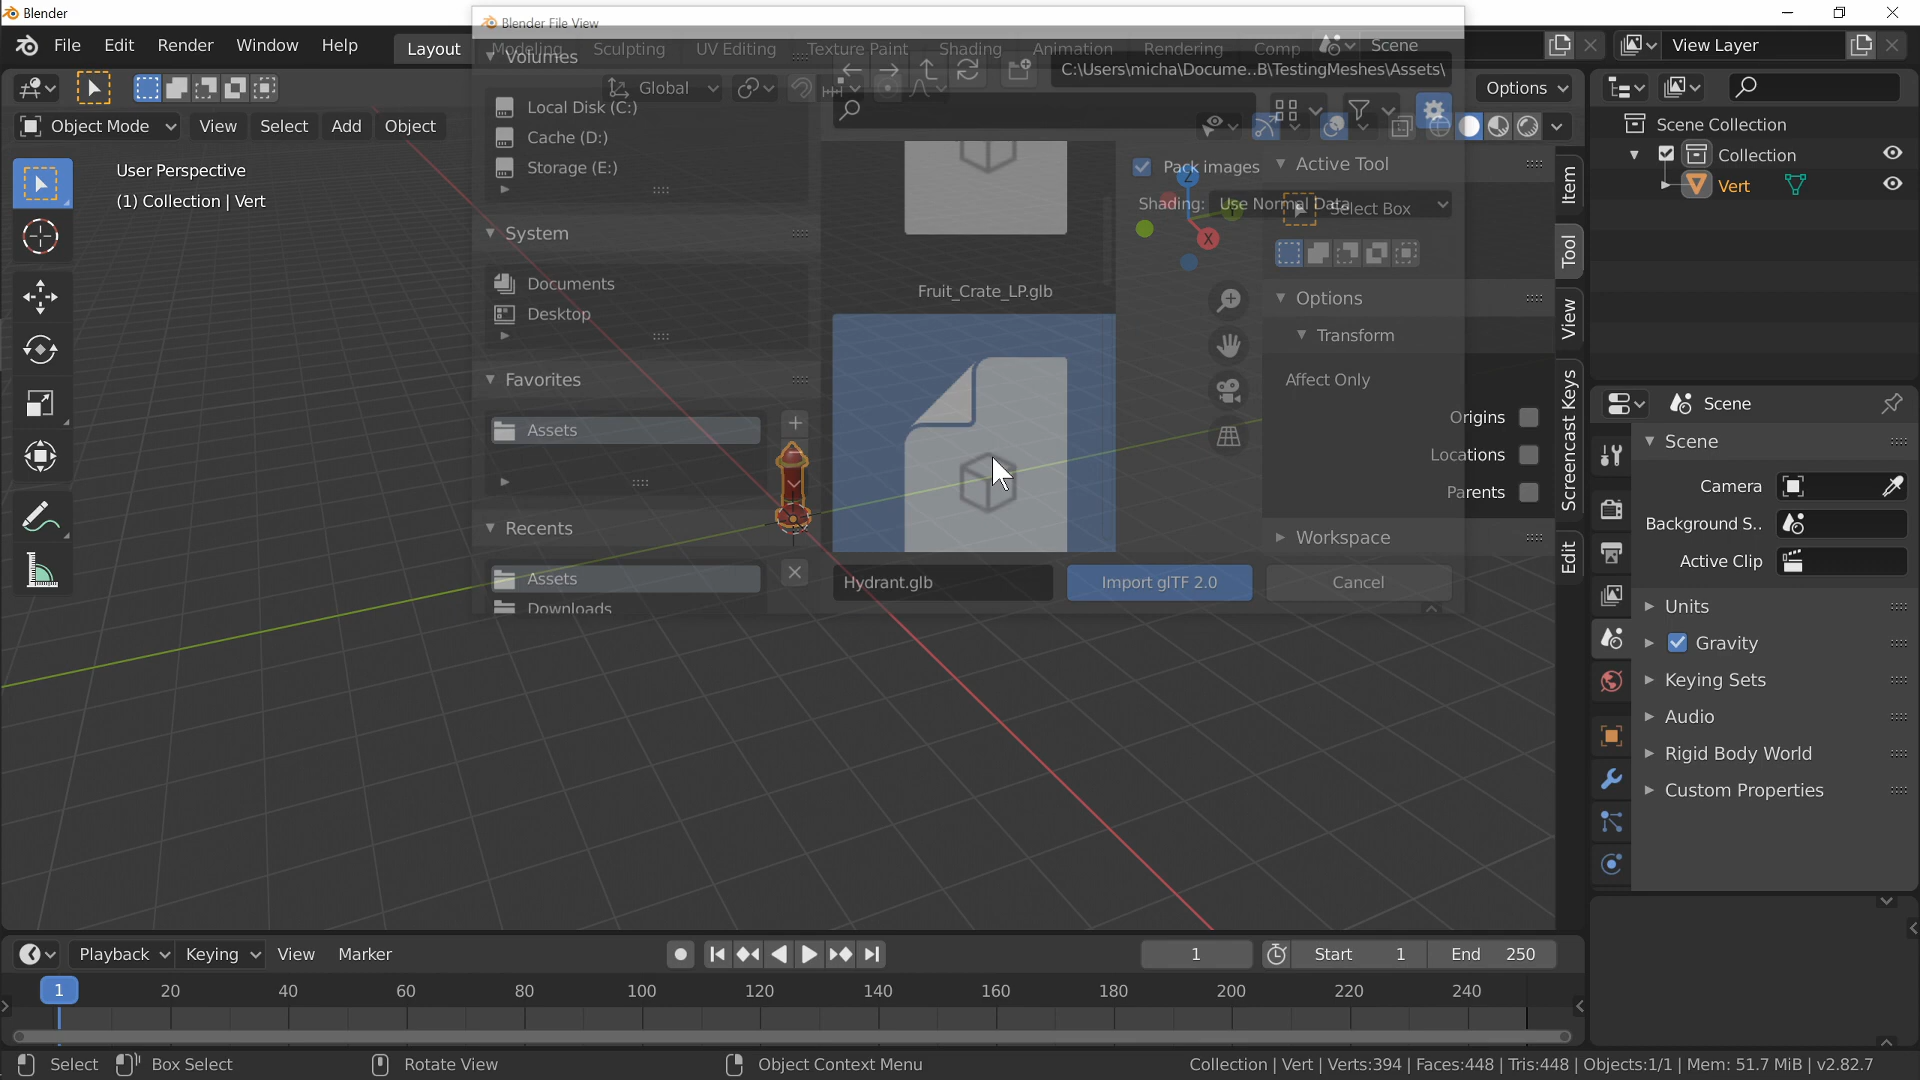 Blender
Blender File View
File Edit Render Window Help Layout Modeling Sculpting UV Editing Texture Paint Shading Animation Rendering Comp Scene View Layer
Volumes
C:\Users\micha\Docume..B\TestingMeshes\Assets\
Global Options
Local Disk (C:)
Cache (D:)
Storage (E:)
Object Mode View Select Add Object
User Perspective
(1) Collection | Vert
Pack images
Shading: Use Normal Data
Z
Y
X
Active Tool
Select Box
System
Documents
Desktop
Fruit_Crate_LP.glb
Options
Transform
Affect Only
Origins
Locations
Parents
Favorites
Assets
Recents
Workspace
Assets
Downloads
Hydrant.glb Import glTF 2.0 Cancel
Item
Tool
View
Screencast Keys
Edit
Scene Collection
Collection
Vert
Scene
Scene
Camera
Background S..
Active Clip
Units
Gravity
Keying Sets
Audio
Rigid Body World
Custom Properties
Playback Keying View Marker 1 Start 1 End 250
1 20 40 60 80 100 120 140 160 180 200 220 240
Select Box Select Rotate View Object Context Menu Collection | Vert | Verts:394 | Faces:448 | Tris:448 | Objects:1/1 | Mem: 51.7 MiB | v2.82.7